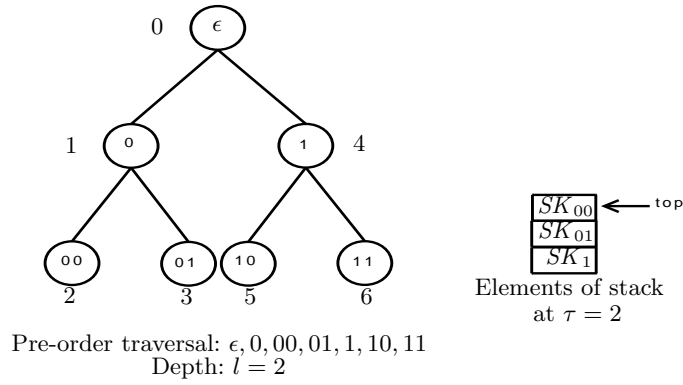 0 ϵ
1 0 1 4
00 01 10 11
2 3 5 6
SK₀₀ top
SK₀₁
SK₁
Elements of stack
at τ = 2
Pre-order traversal: ϵ, 0, 00, 01, 1, 10, 11
Depth: l = 2